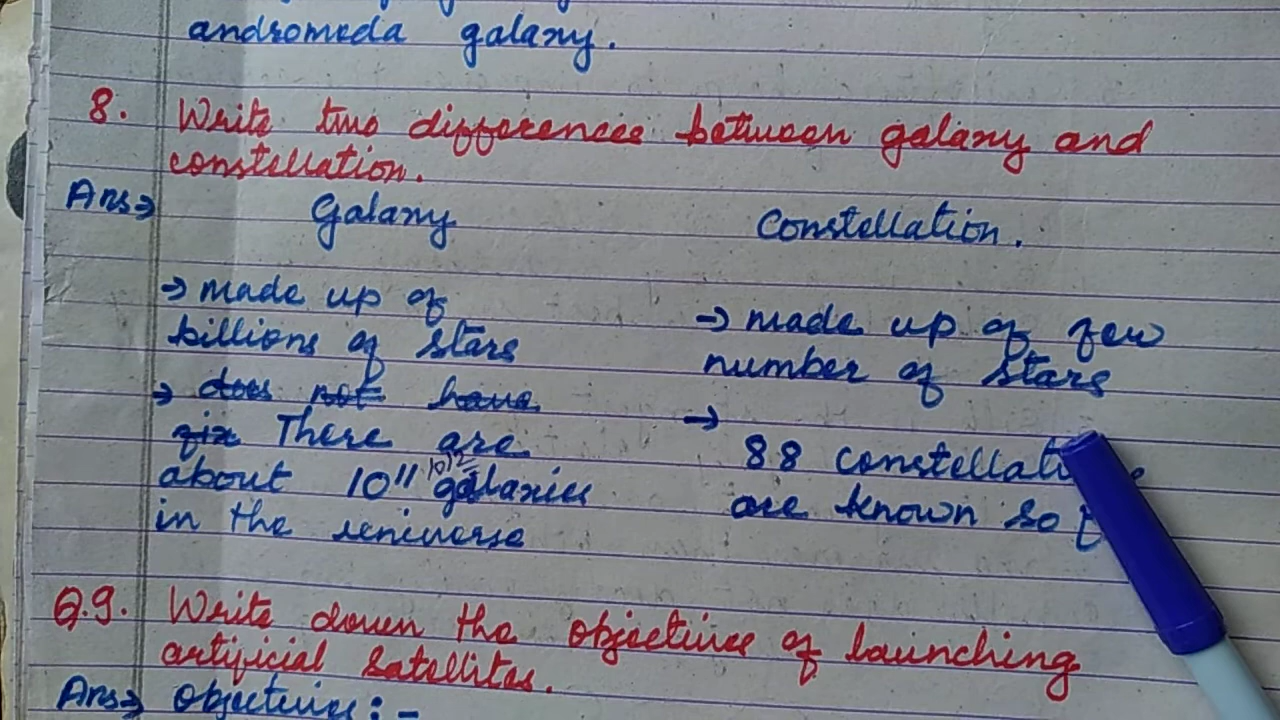 andromeda galaxy.
8. Write two differences between galaxy and
constellation.
Ans→ Galaxy Constellation.
→ made up of
billions of stars
→ does not have
fix There are
about 10¹¹ galaxies
in the universe
→ made up of few
number of stars
→
88 constellati
are known so f
Q.9. Write down the objectives of launching
artificial satellites.
Ans→ Objectives:-